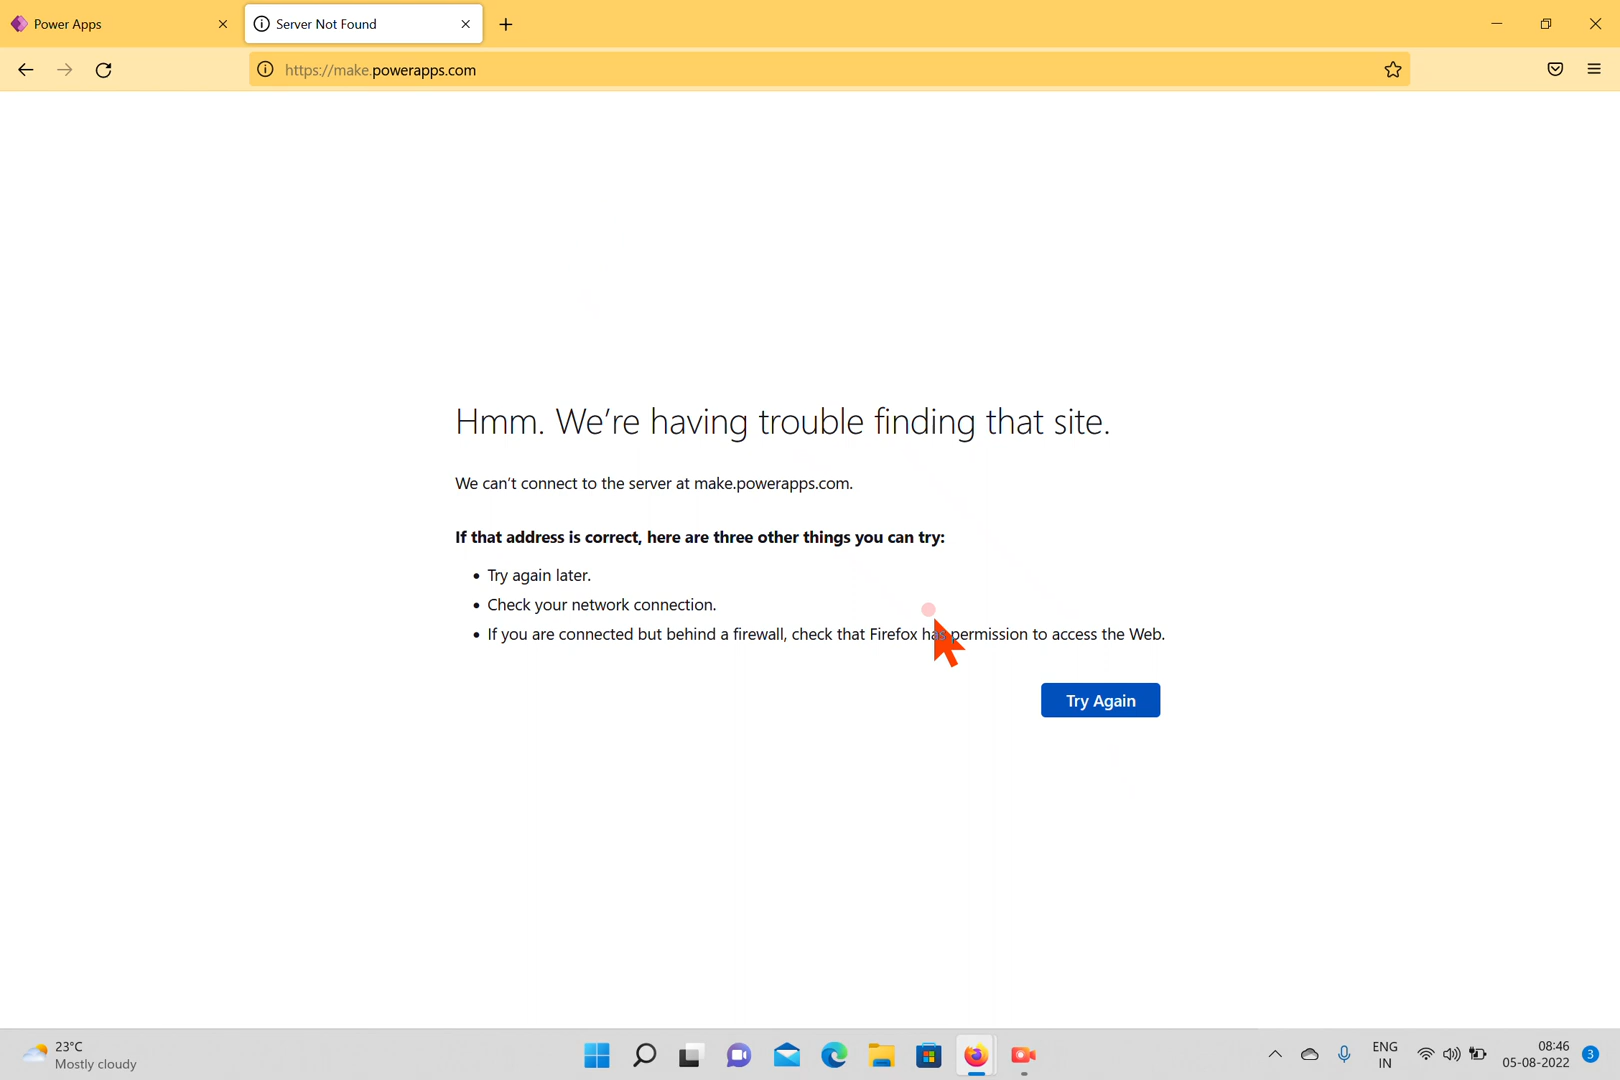 Power Apps
Server Not Found
https://make.powerapps.com
Hmm. We’re having trouble finding that site.
We can’t connect to the server at make.powerapps.com.
If that address is correct, here are three other things you can try:
• Try again later.
• Check your network connection.
• If you are connected but behind a firewall, check that Firefox has permission to access the Web.
Try Again
23°C
Mostly cloudy
ENG
IN
08:46
05-08-2022
3